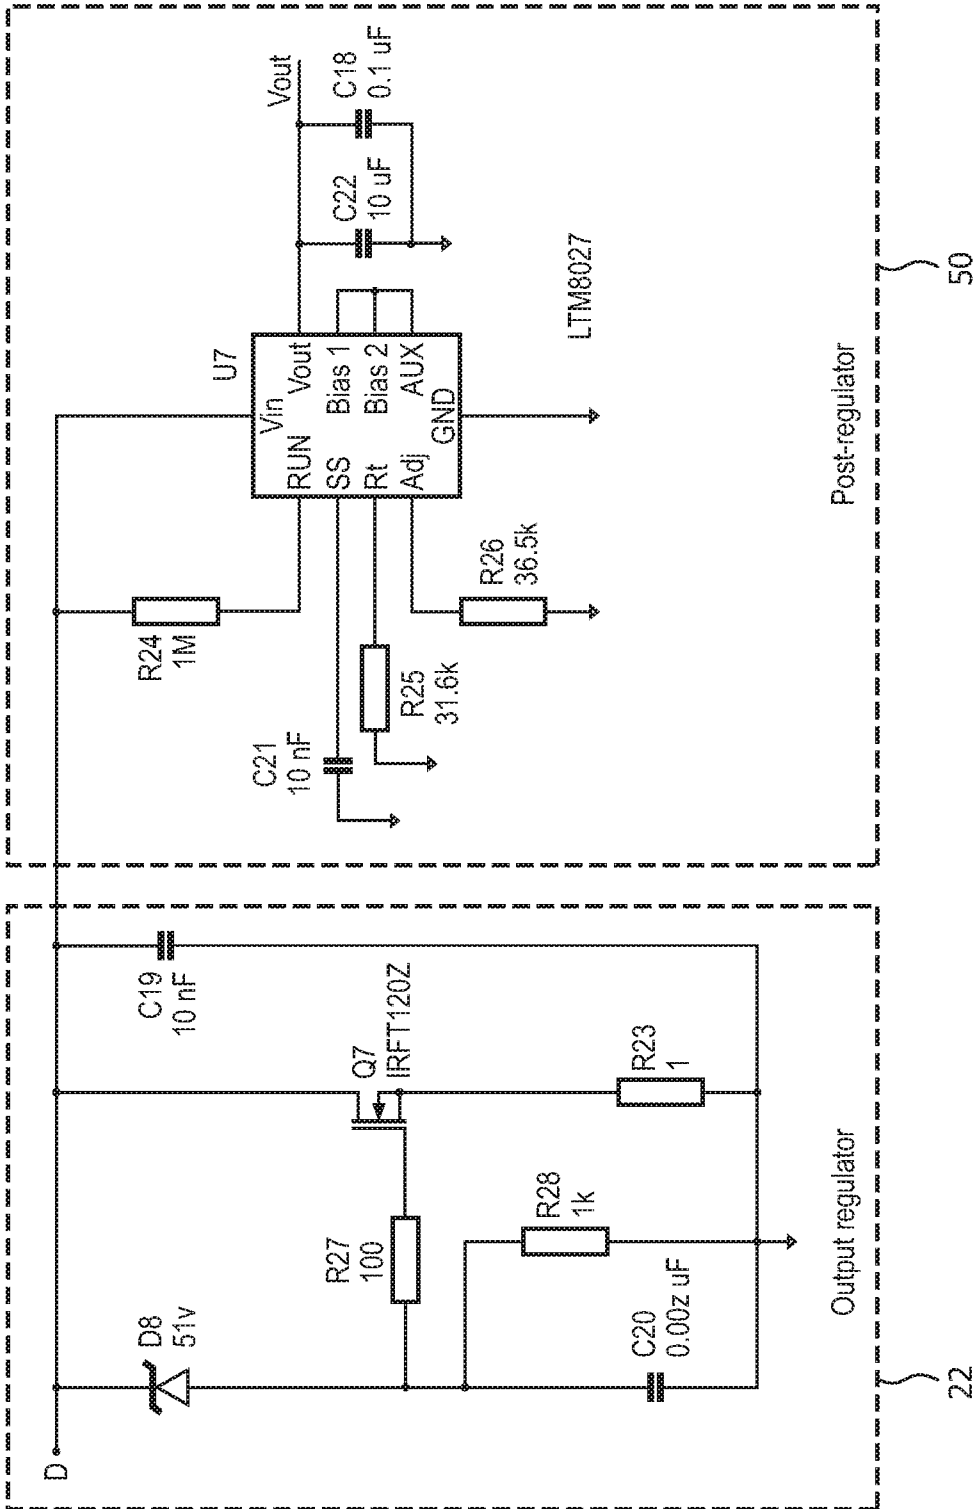 D
D8
51v
R27
100
C20
0.00z uF
R28
1k
Q7
IRFT120Z
R23
1
C19
10 nF
Output regulator
22
C21
10 nF
R24
1M
R25
31.6k
R26
36.5k
U7
Vin
RUN
SS
Rt
Adj
Vout
Bias 1
Bias 2
AUX
GND
LTM8027
C22
10 uF
C18
0.1 uF
Vout
Post-regulator
50